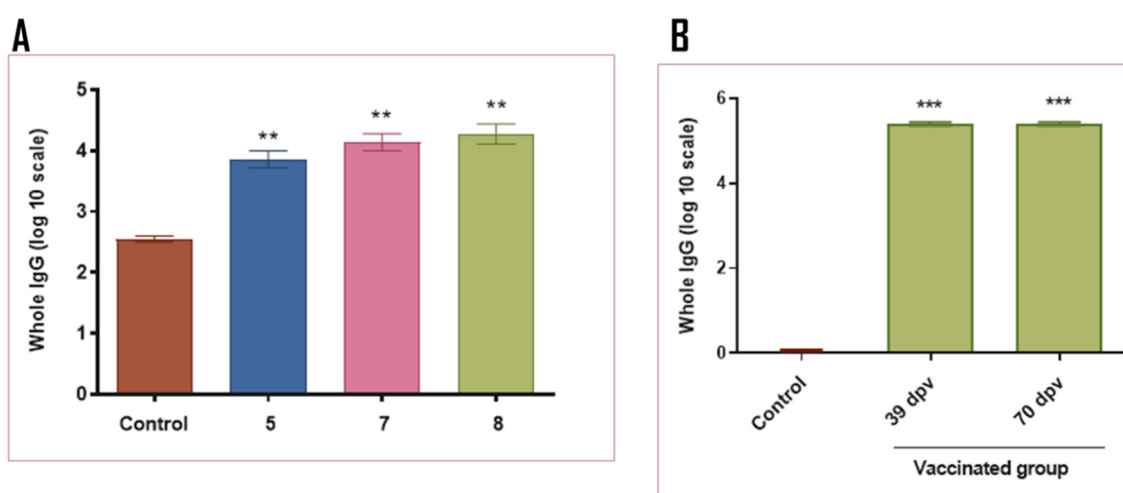 A
Whole IgG (log 10 scale)
5
4
3
2
1
0
**
**
**
Control
5
7
8
B
Whole IgG (log 10 scale)
6
4
2
0
***
***
Control
39 dpv
70 dpv
Vaccinated group